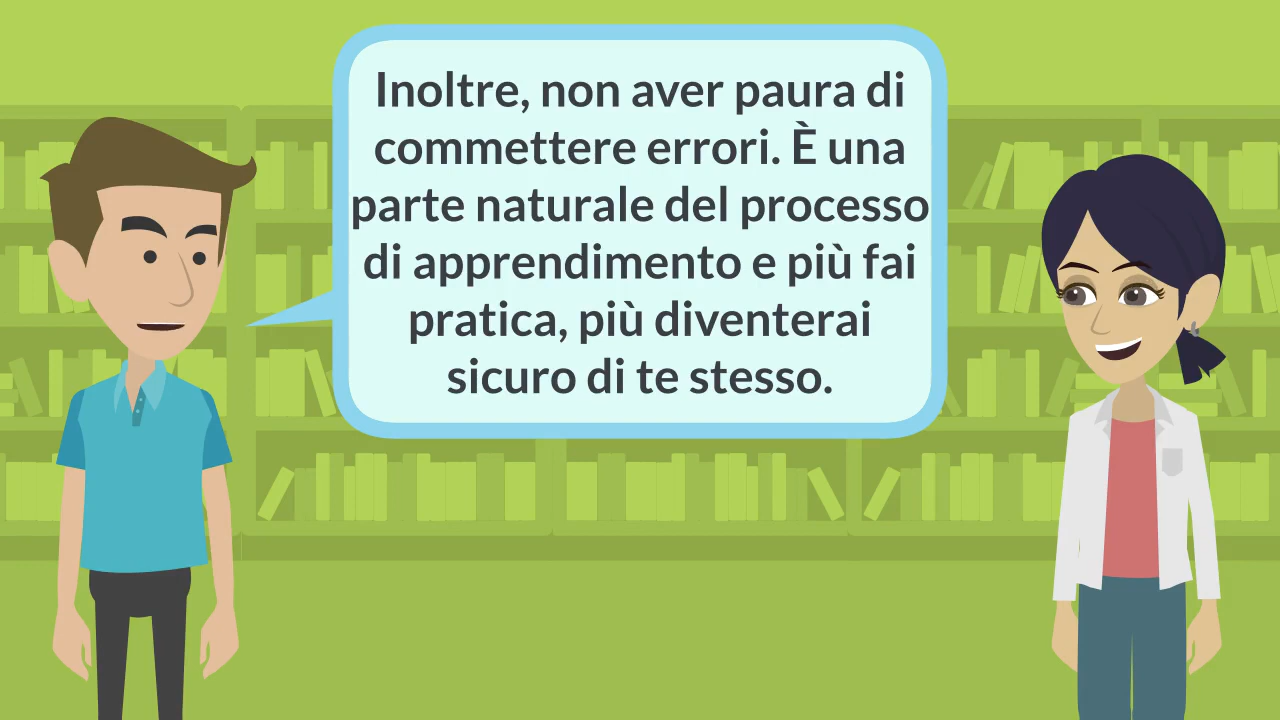 Inoltre, non aver paura di
commettere errori. È una
parte naturale del processo
di apprendimento e più fai
pratica, più diventerai
sicuro di te stesso.